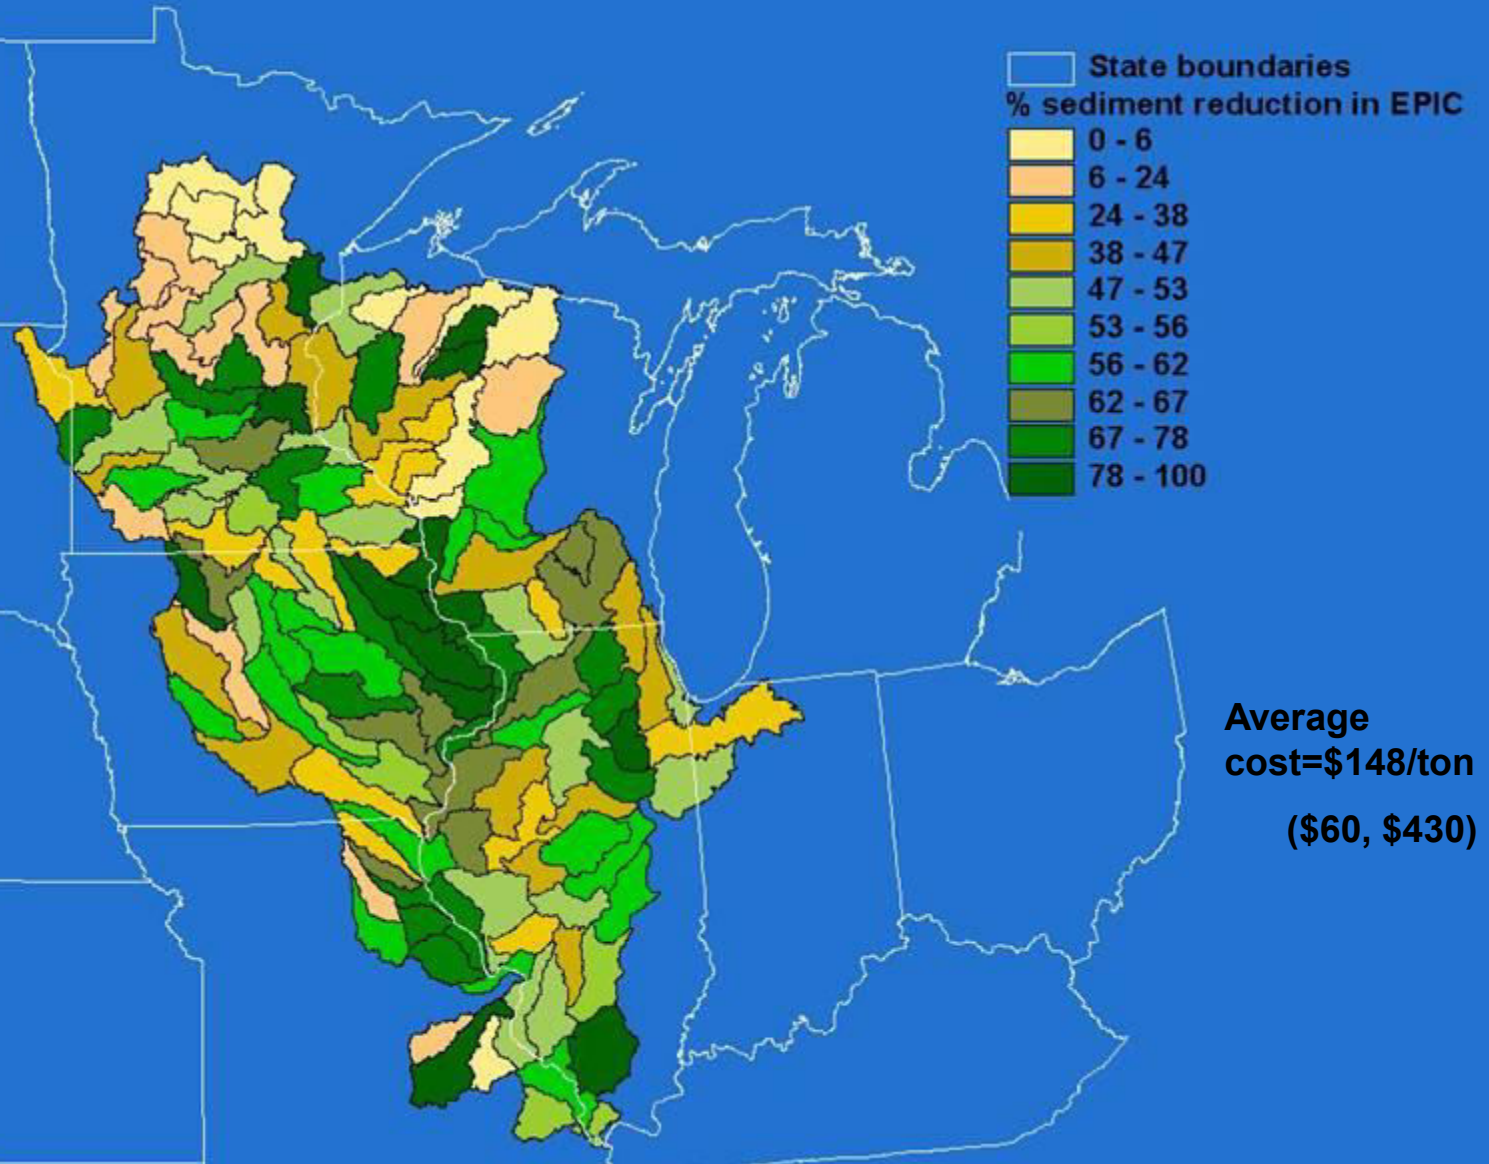 State boundaries
% sediment reduction in EPIC
0 - 6
6 - 24
24 - 38
38 - 47
47 - 53
53 - 56
56 - 62
62 - 67
67 - 78
78 - 100
Average
cost=$148/ton
($60, $430)